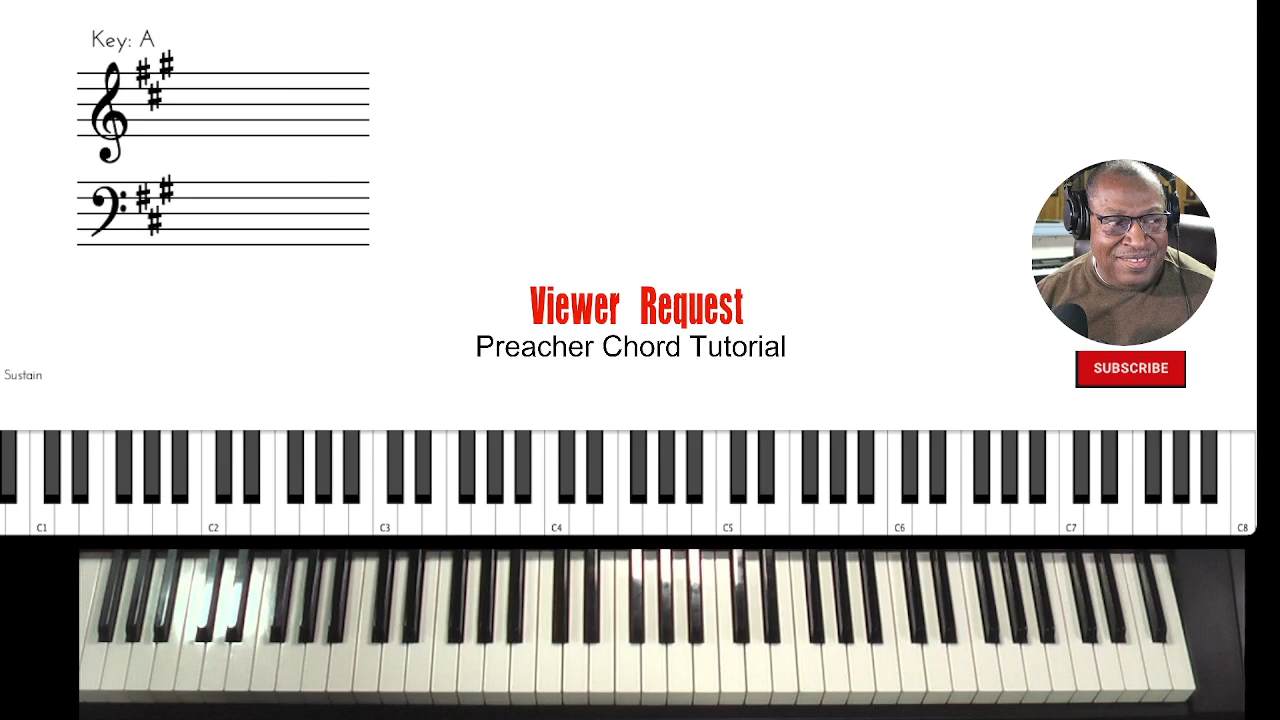 Key: A
Viewer Request
Preacher Chord Tutorial
SUBSCRIBE
Sustain
C1 C2 C3 C4 C5 C6 C7 C8